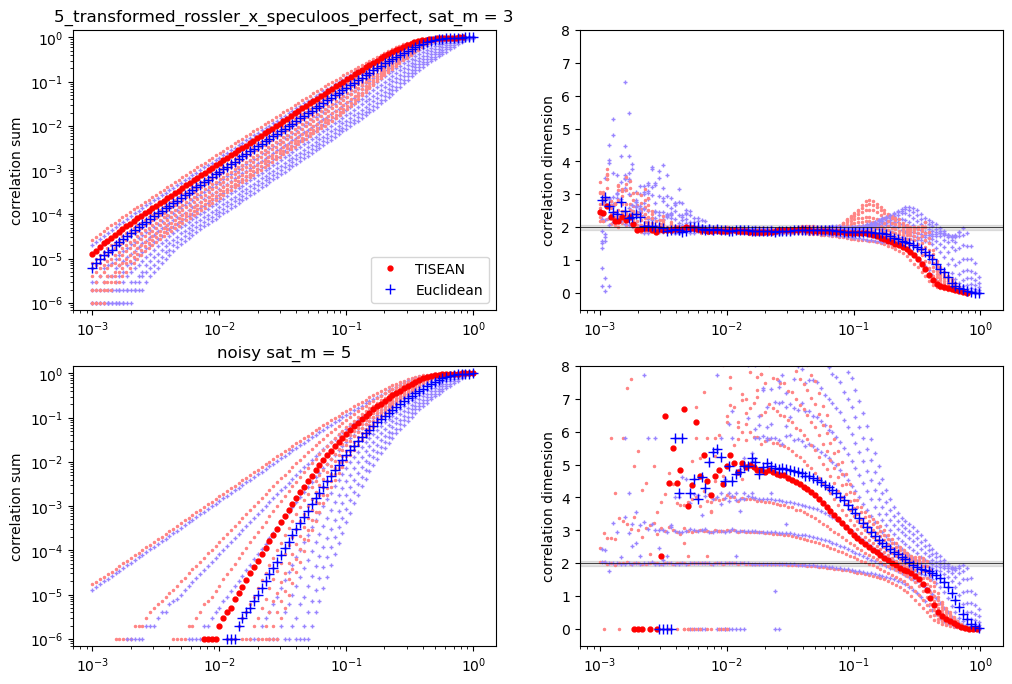 5_transformed_rossler_x_speculoos_perfect, sat_m = 3
correlation sum
10⁰
10⁻¹
10⁻²
10⁻³
10⁻⁴
10⁻⁵
10⁻⁶
TISEAN
Euclidean
10⁻³ 10⁻² 10⁻¹ 10⁰
correlation dimension
8
7
6
5
4
3
2
1
0
10⁻³ 10⁻² 10⁻¹ 10⁰
noisy sat_m = 5
correlation sum
10⁰
10⁻¹
10⁻²
10⁻³
10⁻⁴
10⁻⁵
10⁻⁶
10⁻³ 10⁻² 10⁻¹ 10⁰
correlation dimension
8
7
6
5
4
3
2
1
0
10⁻³ 10⁻² 10⁻¹ 10⁰